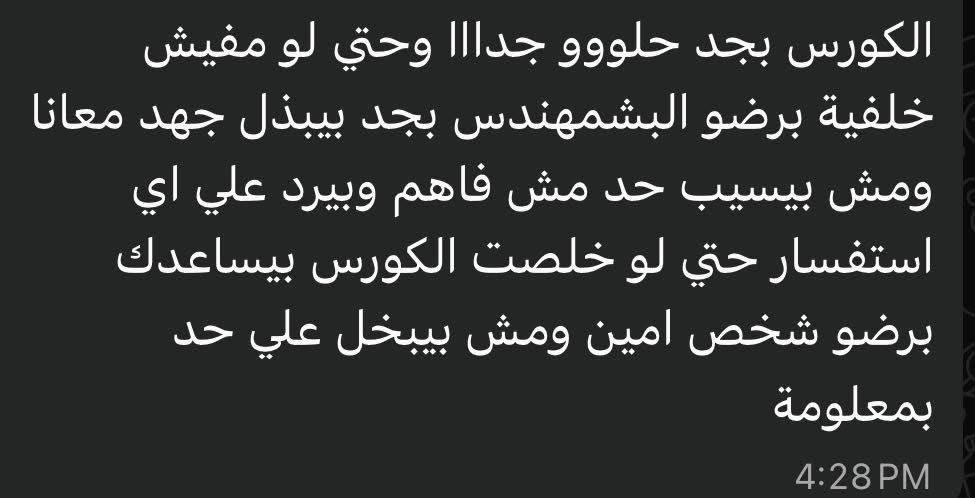 الكورس بجد حلووو جدااا وحتي لو مفيش
خلفية برضو البشمهندس بجد بيبذل جهد معانا
ومش بيسيب حد مش فاهم وبيرد علي اي
استفسار حتي لو خلصت الكورس بيساعدك
برضو شخص امين ومش بيبخل علي حد
بمعلومة
4:28 PM